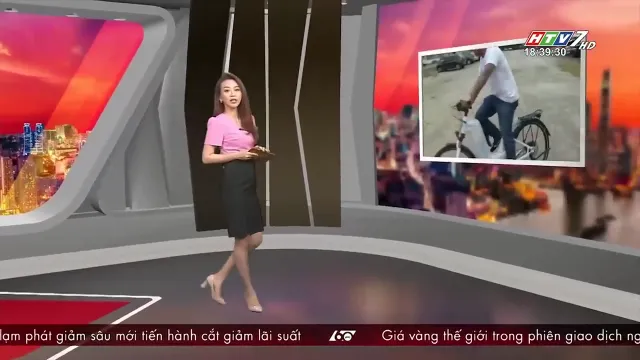 HTV7 HD
18:39:30
lạm phát giảm sâu mới tiến hành cắt giảm lãi suất
60
Giá vàng thế giới trong phiên giao dịch